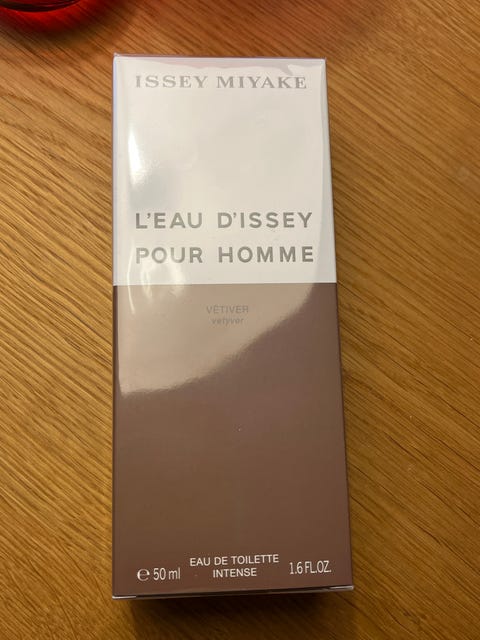 ISSEY MIYAKE
L'EAU D'ISSEY
POUR HOMME
VÉTIVER
vetyver
EAU DE TOILETTE
INTENSE
℮ 50 ml
1.6 FL.OZ.